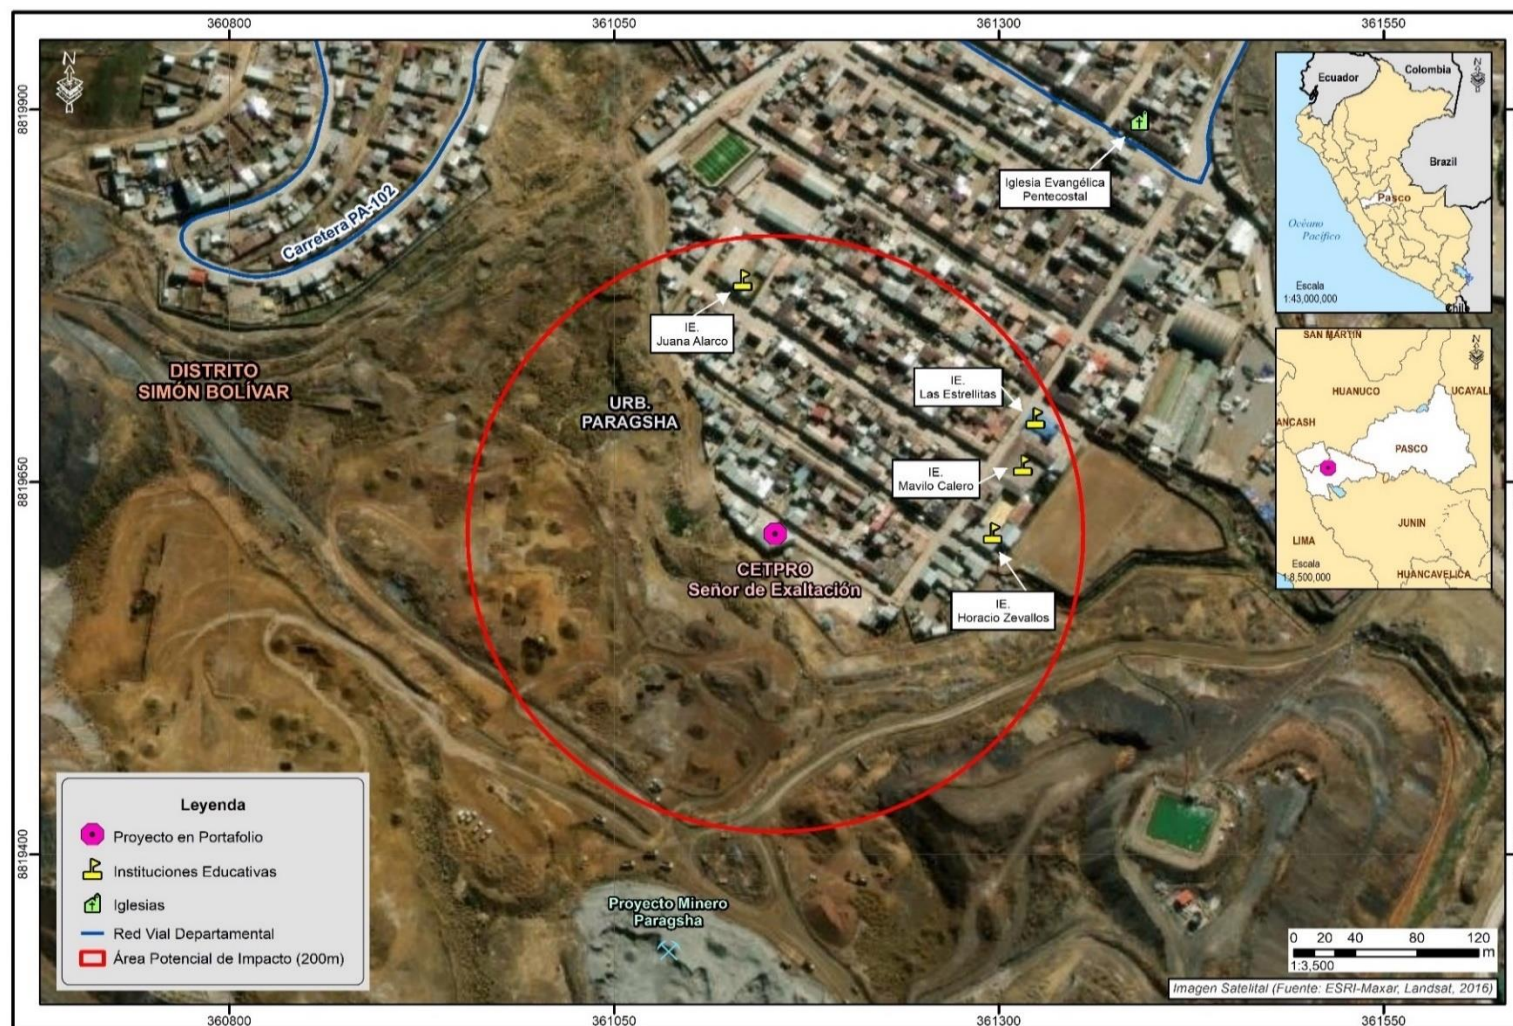 360800
361050
361300
361550
8819900
8819650
8819400
N
Carretera PA-102
Iglesia Evangélica
Pentecostal
IE.
Juana Alarco
DISTRITO
SIMÓN BOLÍVAR
URB.
PARAGSHA
IE.
Las Estrellitas
IE.
Mavilo Calero
CETPRO
Señor de Exaltación
IE.
Horacio Zevallos
Proyecto Minero
Paragsha
Ecuador
Colombia
N
Brazil
Pasco
Océano
Pacífico
Escala
1:43,000,000
Chil
SAN MARTIN
N
HUANUCO
UCAYALI
ANCASH
PASCO
JUNIN
LIMA
Escala
1:8,500,000
HUANCAVELICA
Leyenda
Proyecto en Portafolio
Instituciones Educativas
Iglesias
Red Vial Departamental
Área Potencial de Impacto (200m)
0 20 40 80 120
m
1:3,500
Imagen Satelital (Fuente: ESRI-Maxar, Landsat, 2016)
360800
361050
361300
361550